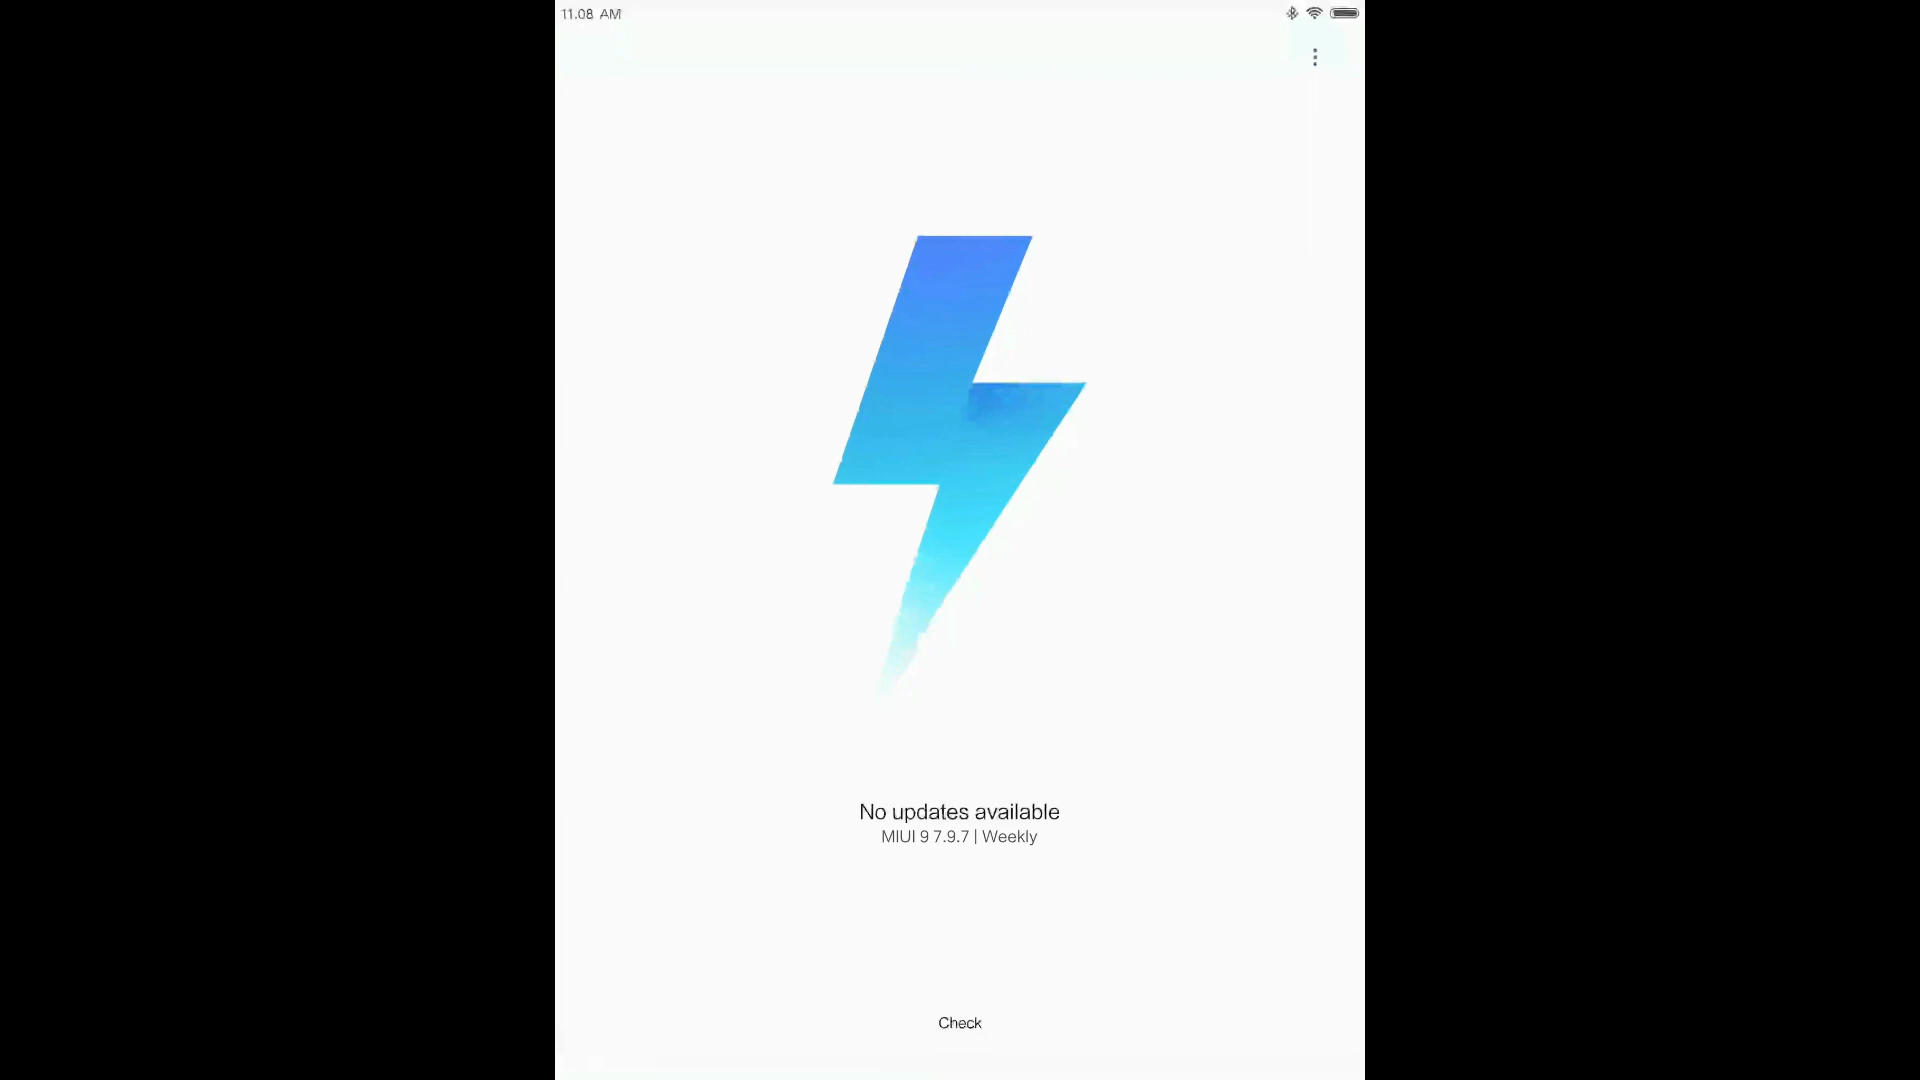 11.08 AM
No updates available
MIUI 9 7.9.7 | Weekly
Check